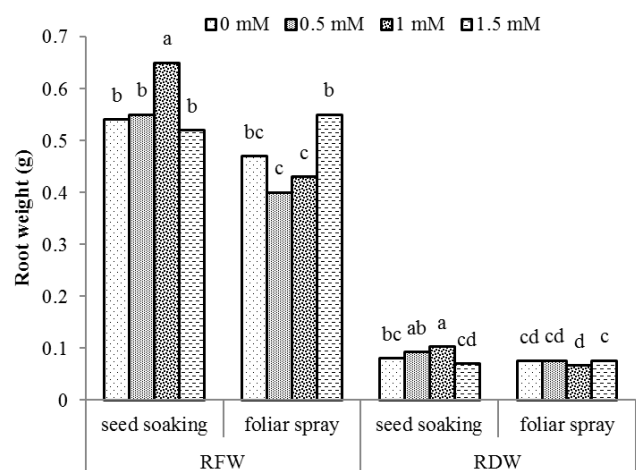 0 mM 0.5 mM 1 mM 1.5 mM
0.7
0.6
0.5
0.4
0.3
0.2
0.1
0
Root weight (g)
b b a b
bc c c b
bc ab a cd
cd cd d c
seed soaking foliar spray seed soaking foliar spray
RFW RDW